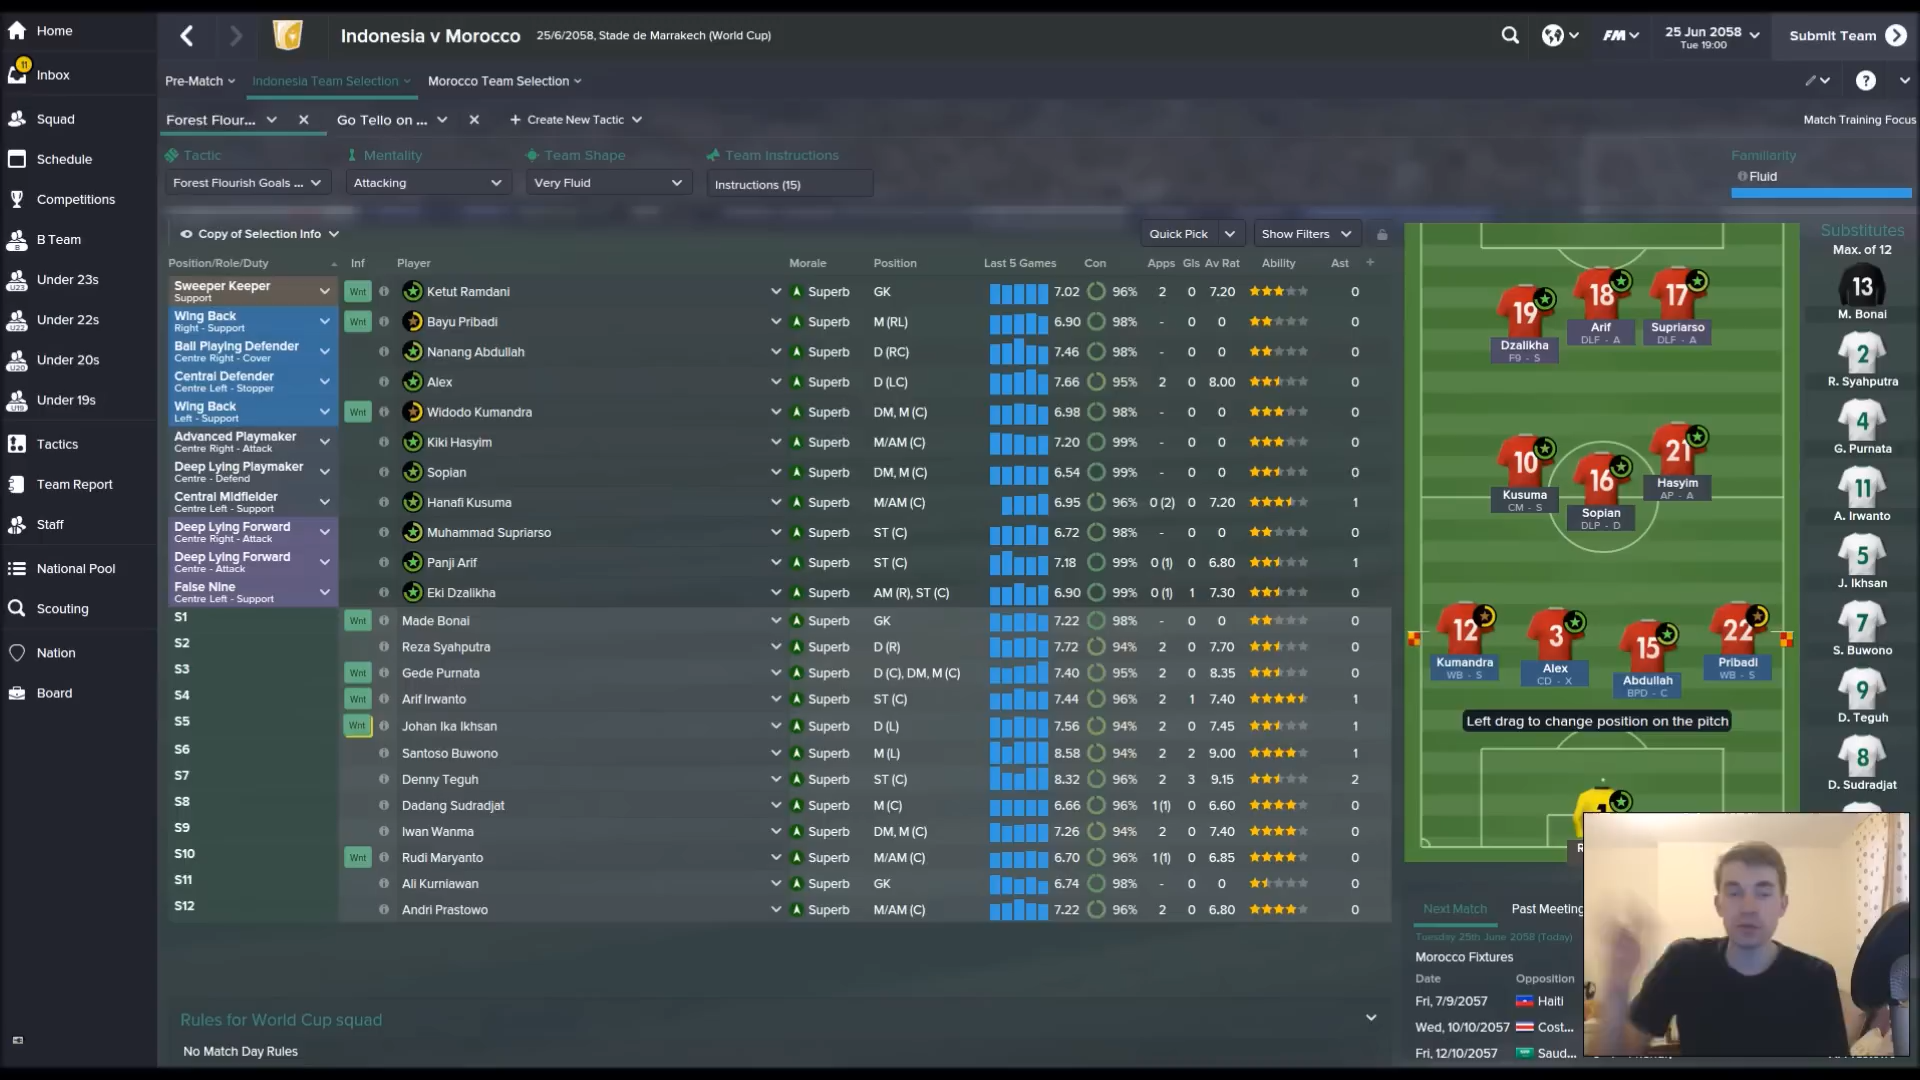 Home
Indonesia v Morocco 25/6/2058, Stade de Marrakech (World Cup)
FM
25 Jun 2058
Tue 19:00
Submit Team
11
Inbox
Pre-Match
Indonesia Team Selection
Morocco Team Selection
?
Squad
Forest Flour...
Go Tello on ...
Create New Tactic
Match Training Focus
Schedule
Tactic
Mentality
Team Shape
Team Instructions
Familiarity
Forest Flourish Goals ...
Attacking
Very Fluid
Instructions (15)
Fluid
Competitions
B Team
Under 23s
Under 22s
Under 20s
Under 19s
Tactics
Team Report
Staff
National Pool
Scouting
Nation
Board
Copy of Selection Info
Quick Pick
Show Filters
Position/Role/Duty Inf Player Morale Position Last 5 Games Con Apps Gls Av Rat Ability Ast
Sweeper Keeper
Support
Wnt Ketut Ramdani Superb GK 7.02 96% 2 0 7.20 0
Wing Back
Right - Support
Wnt Bayu Pribadi Superb M (RL) 6.90 98% - 0 0 0
Ball Playing Defender
Centre Right - Cover
Nanang Abdullah Superb D (RC) 7.46 98% - 0 0 0
Central Defender
Centre Left - Stopper
Alex Superb D (LC) 7.66 95% 2 0 8.00 0
Wing Back
Left - Support
Wnt Widodo Kumandra Superb DM, M (C) 6.98 98% - 0 0 0
Advanced Playmaker
Centre Right - Attack
Kiki Hasyim Superb M/AM (C) 7.20 99% - 0 0 0
Deep Lying Playmaker
Centre - Defend
Sopian Superb DM, M (C) 6.54 99% - 0 0 0
Central Midfielder
Centre Left - Support
Hanafi Kusuma Superb M/AM (C) 6.95 96% 0 (2) 0 7.20 1
Deep Lying Forward
Centre Right - Attack
Muhammad Supriarso Superb ST (C) 6.72 98% - 0 0 0
Deep Lying Forward
Centre - Attack
Panji Arif Superb ST (C) 7.18 99% 0 (1) 0 6.80 1
False Nine
Centre Left - Support
Eki Dzalikha Superb AM (R), ST (C) 6.90 99% 0 (1) 1 7.30 0
S1 Wnt Made Bonai Superb GK 7.22 98% - 0 0 0
S2 Reza Syahputra Superb D (R) 7.72 94% 2 0 7.70 0
S3 Wnt Gede Purnata Superb D (C), DM, M (C) 7.40 95% 2 0 8.35 0
S4 Wnt Arif Irwanto Superb ST (C) 7.44 96% 2 1 7.40 1
S5 Wnt Johan Ika Ikhsan Superb D (L) 7.56 94% 2 0 7.45 1
S6 Santoso Buwono Superb M (L) 8.58 94% 2 2 9.00 1
S7 Denny Teguh Superb ST (C) 8.32 96% 2 3 9.15 2
S8 Dadang Sudradjat Superb M (C) 6.66 96% 1 (1) 0 6.60 0
S9 Iwan Wanma Superb DM, M (C) 7.26 94% 2 0 7.40 0
S10 Wnt Rudi Maryanto Superb M/AM (C) 6.70 96% 1 (1) 0 6.85 0
S11 Ali Kurniawan Superb GK 6.74 98% - 0 0 0
S12 Andri Prastowo Superb M/AM (C) 7.22 96% 2 0 6.80 0
Rules for World Cup squad
No Match Day Rules
19
Dzalikha
F9 - S
18
Arif
DLF - A
17
Supriarso
DLF - A
10
Kusuma
CM - S
16
Sopian
DLP - D
21
Hasyim
AP - A
12
Kumandra
WB - S
3
Alex
CD - X
15
Abdullah
BPD - C
22
Pribadi
WB - S
Left drag to change position on the pitch
Substitutes
Max. of 12
13
M. Bonai
2
R. Syahputra
4
G. Purnata
11
A. Irwanto
5
J. Ikhsan
7
S. Buwono
9
D. Teguh
8
D. Sudradjat
Next Match
Past Meeting
Tuesday 25th June 2058 (Today)
Morocco Fixtures
Date Opposition
Fri, 7/9/2057 Haiti
Wed, 10/10/2057 Cost...
Fri, 12/10/2057 Saud...